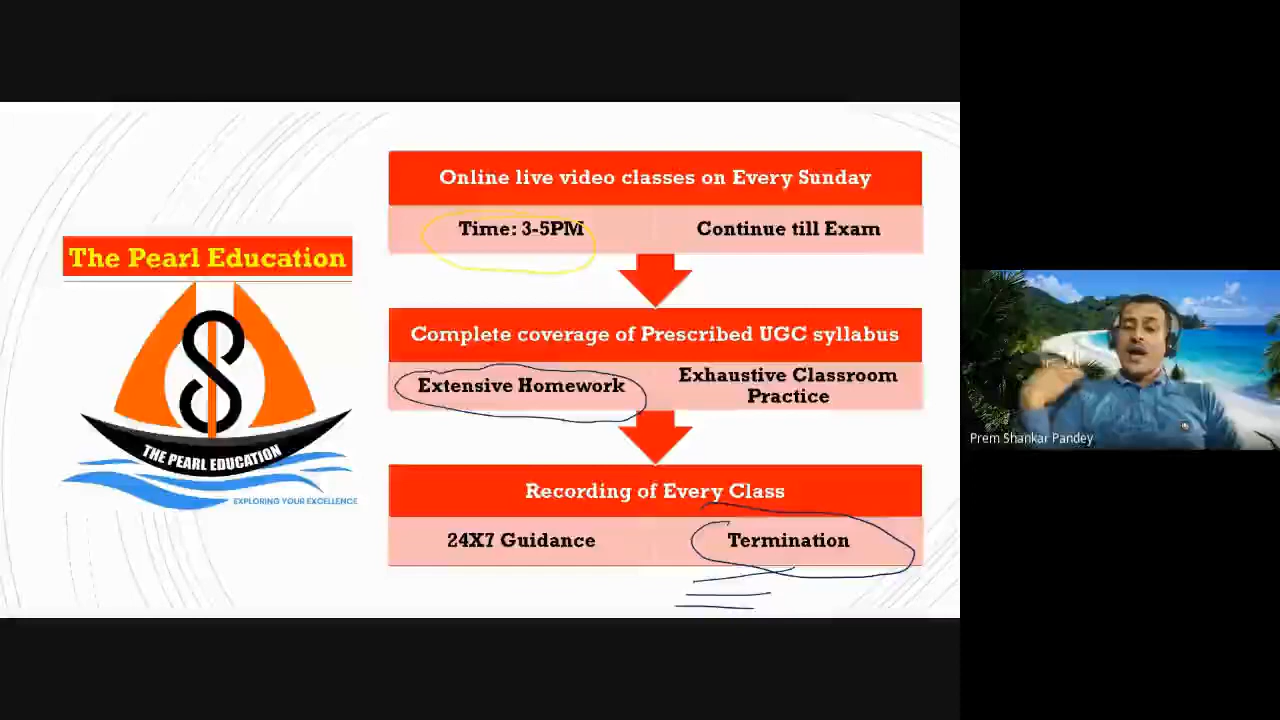 The Pearl Education
THE PEARL EDUCATION
EXPLORING YOUR EXCELLENCE
Online live video classes on Every Sunday
Time: 3-5PM
Continue till Exam
Complete coverage of Prescribed UGC syllabus
Extensive Homework
Exhaustive Classroom
Practice
Recording of Every Class
24X7 Guidance
Termination
Prem Shankar Pandey